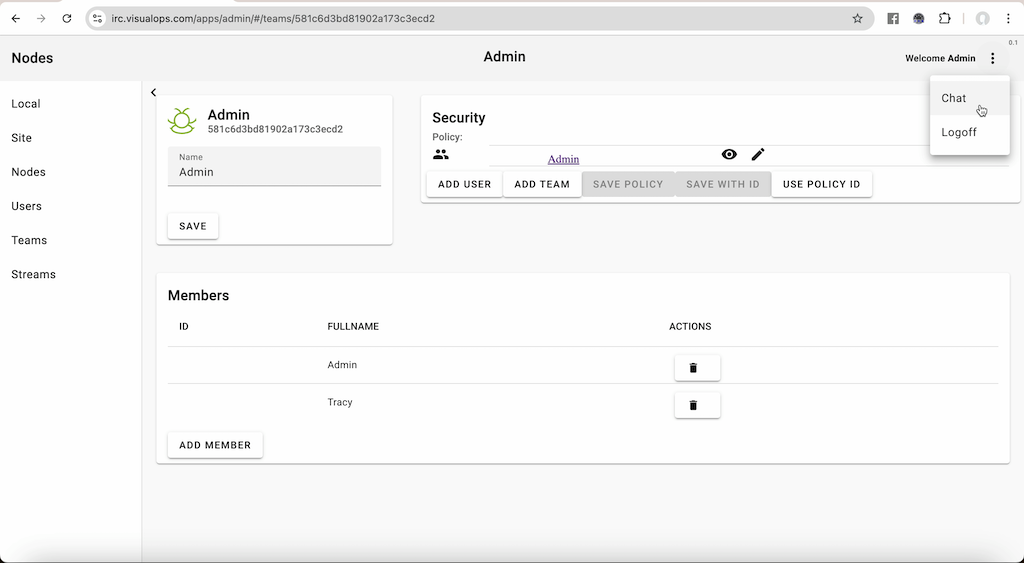 irc.visualops.com/apps/admin/#/teams/581c6d3bd81902a173c3ecd2
0.1
Nodes
Admin
Welcome Admin
Chat
Logoff
Local
Site
Nodes
Users
Teams
Streams
Admin
581c6d3bd81902a173c3ecd2
Name
Admin
SAVE
Security
Policy:
Admin
ADD USER ADD TEAM SAVE POLICY SAVE WITH ID USE POLICY ID
Members
ID FULLNAME ACTIONS
Admin
Tracy
ADD MEMBER